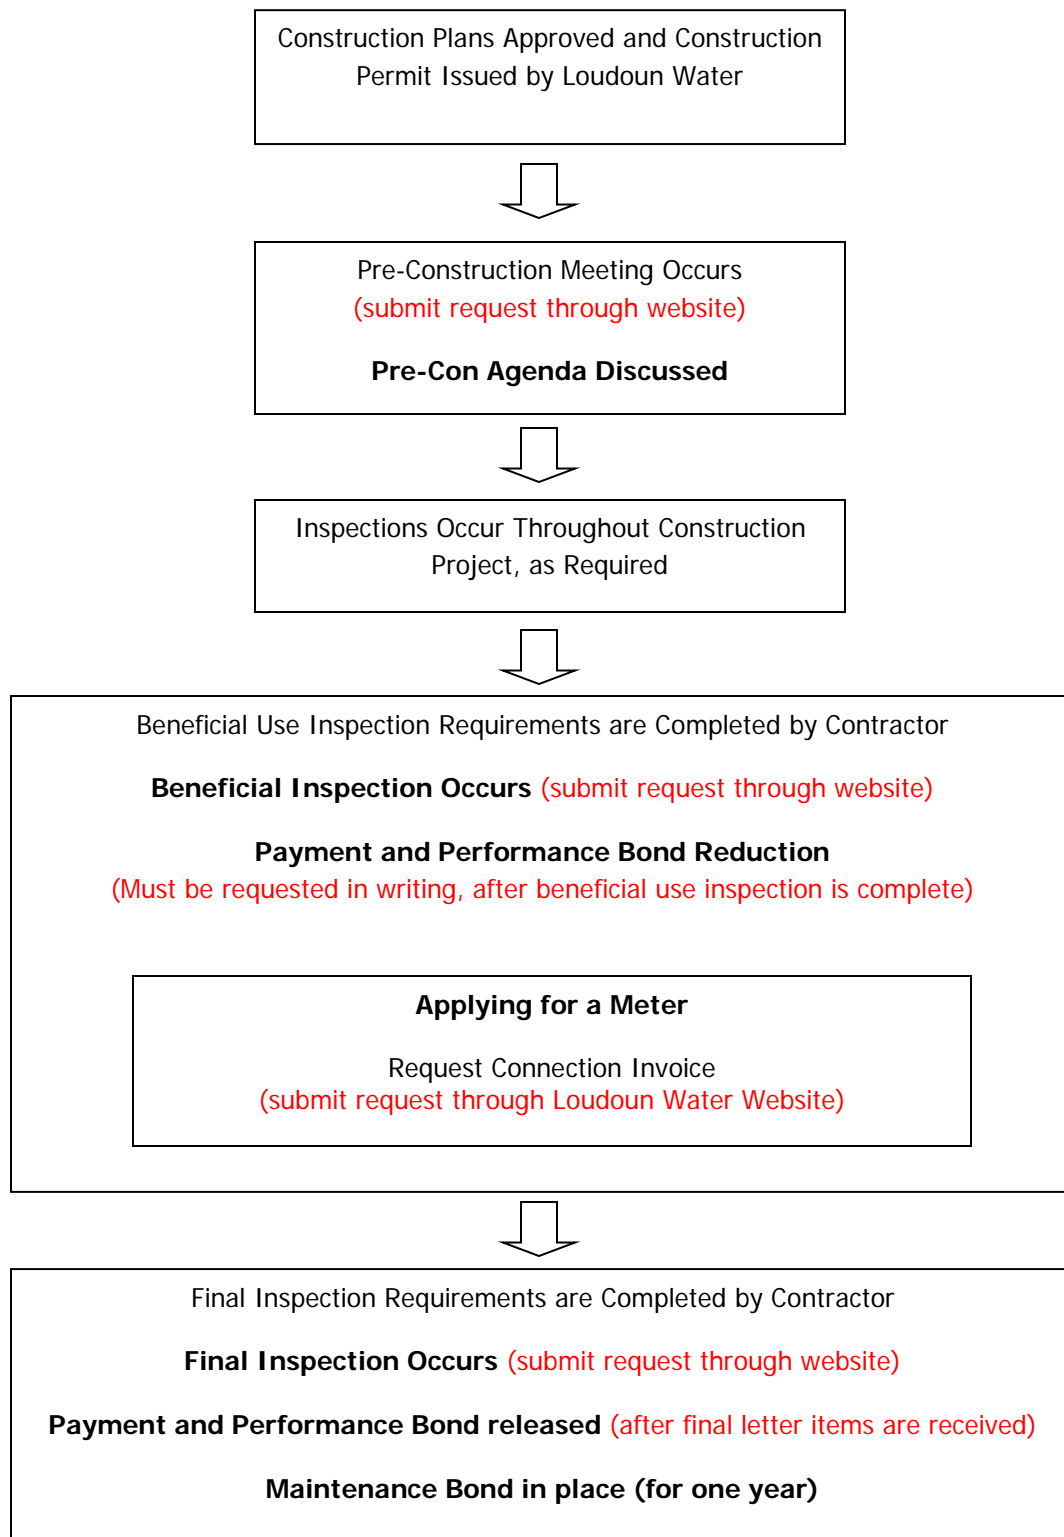 Construction Plans Approved and Construction
Permit Issued by Loudoun Water
Pre-Construction Meeting Occurs
(submit request through website)
Pre-Con Agenda Discussed
Inspections Occur Throughout Construction
Project, as Required
Beneficial Use Inspection Requirements are Completed by Contractor
Beneficial Inspection Occurs (submit request through website)
Payment and Performance Bond Reduction
(Must be requested in writing, after beneficial use inspection is complete)
Applying for a Meter
Request Connection Invoice
(submit request through Loudoun Water Website)
Final Inspection Requirements are Completed by Contractor
Final Inspection Occurs (submit request through website)
Payment and Performance Bond released (after final letter items are received)
Maintenance Bond in place (for one year)